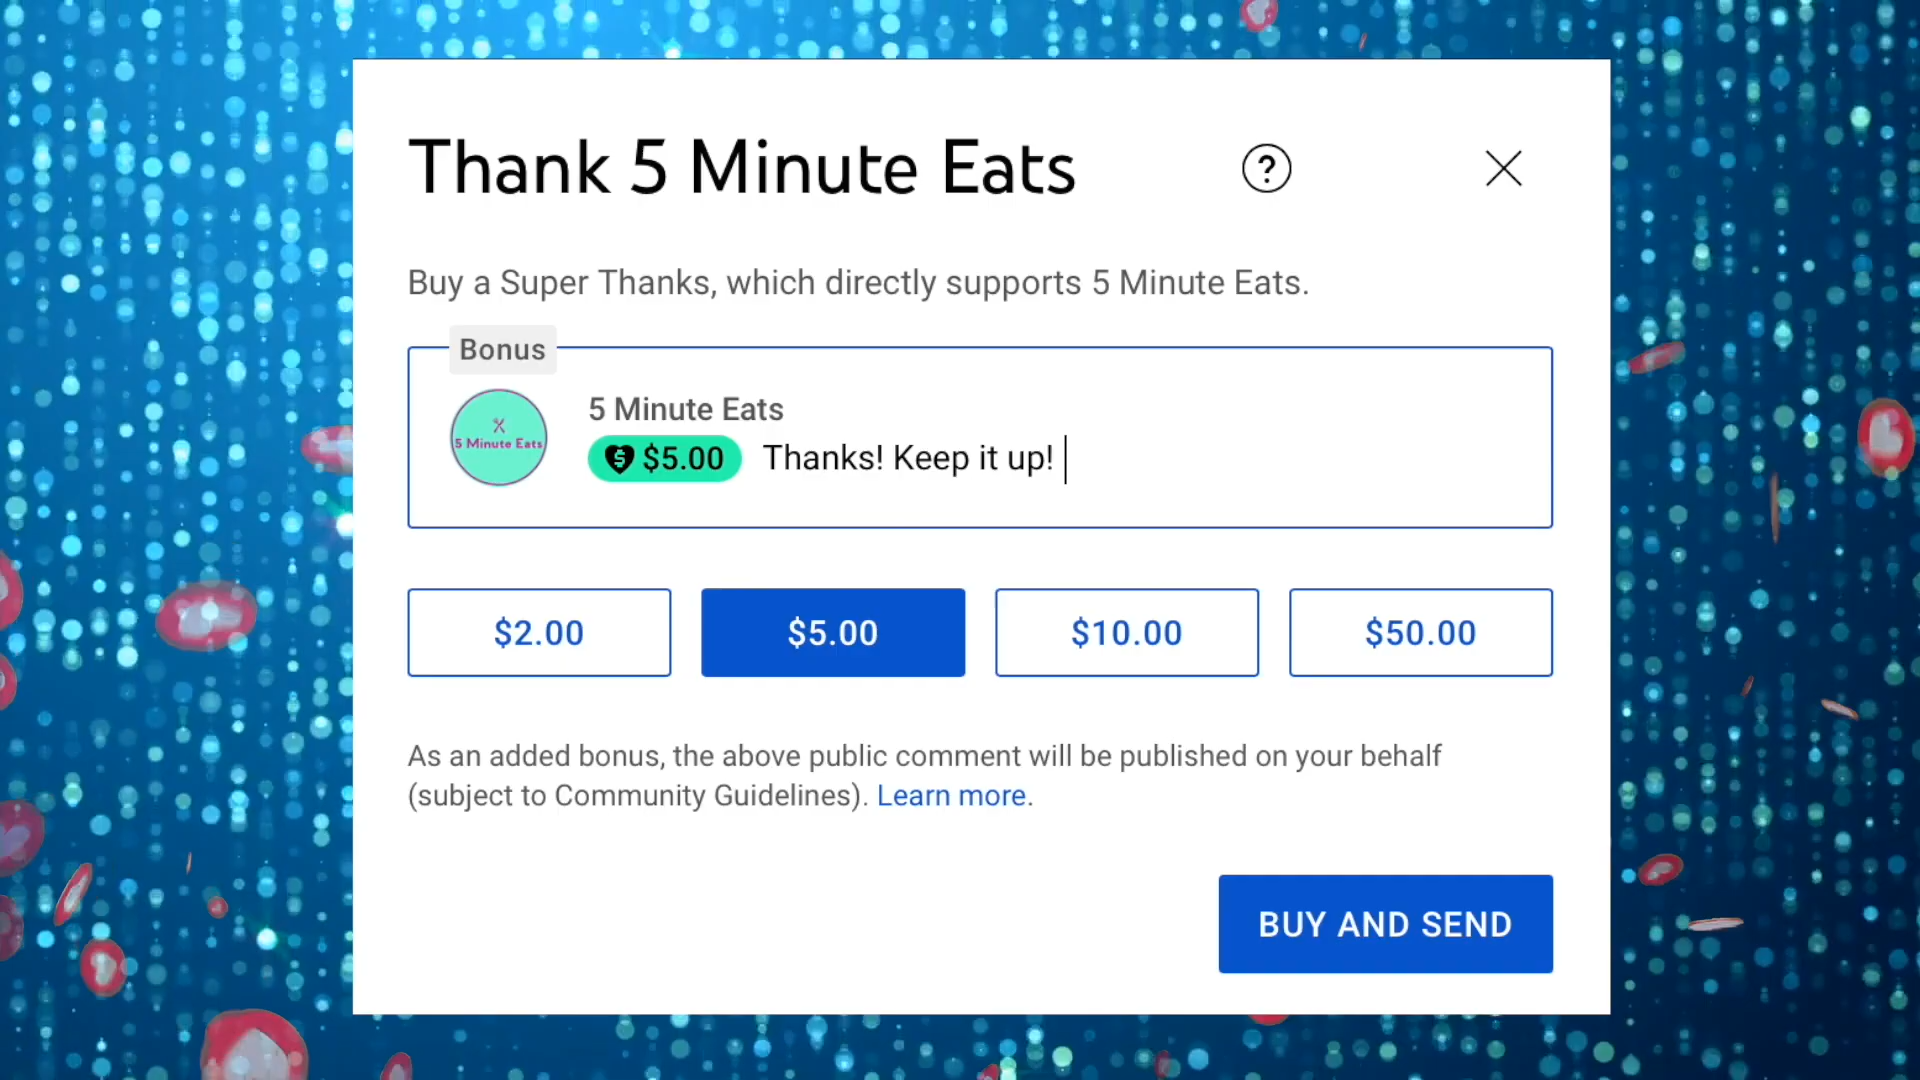 Thank 5 Minute Eats
Buy a Super Thanks, which directly supports 5 Minute Eats.
Bonus
5 Minute Eats
5 Minute Eats
$5.00 Thanks! Keep it up!
$2.00 $5.00 $10.00 $50.00
As an added bonus, the above public comment will be published on your behalf
(subject to Community Guidelines). Learn more.
BUY AND SEND